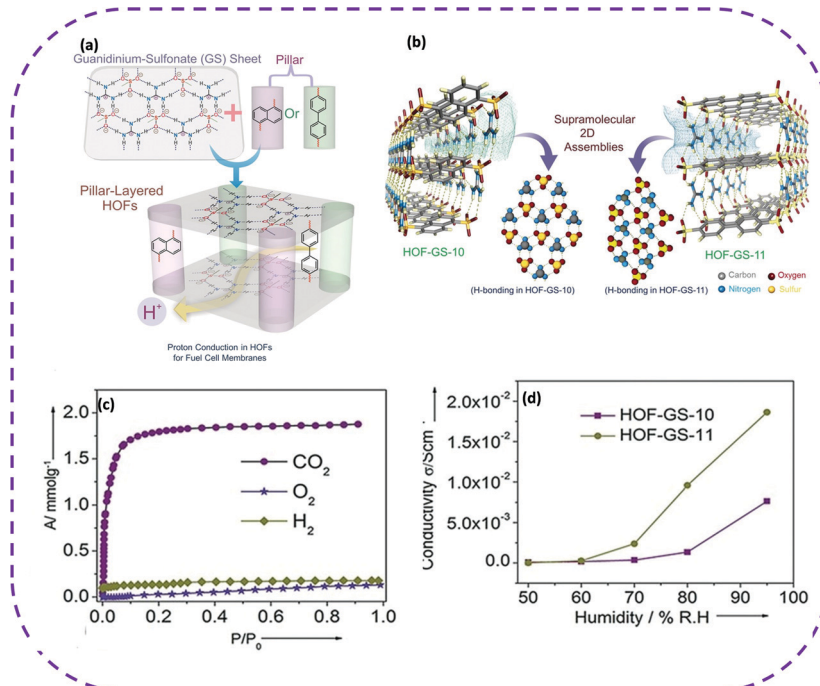 (a)
Guanidinium-Sulfonate (GS) Sheet
Pillar
Or
Pillar-Layered
HOFs
H⁺
Proton Conduction in HOFs
for Fuel Cell Membranes
(b)
Supramolecular
2D
Assemblies
HOF-GS-10
HOF-GS-11
(H-bonding in HOF-GS-10)
(H-bonding in HOF-GS-11)
Carbon
Oxygen
Nitrogen
Sulfur
(c)
A/ mmolg⁻¹
2.0
1.5
1.0
0.5
0.0
CO₂
O₂
H₂
0.0 0.2 0.4 0.6 0.8 1.0
P/P₀
(d)
Conductivity σ/Scm⁻¹
2.0x10⁻²
1.5x10⁻²
1.0x10⁻²
5.0x10⁻³
0.0
HOF-GS-10
HOF-GS-11
50 60 70 80 90 100
Humidity / % R.H